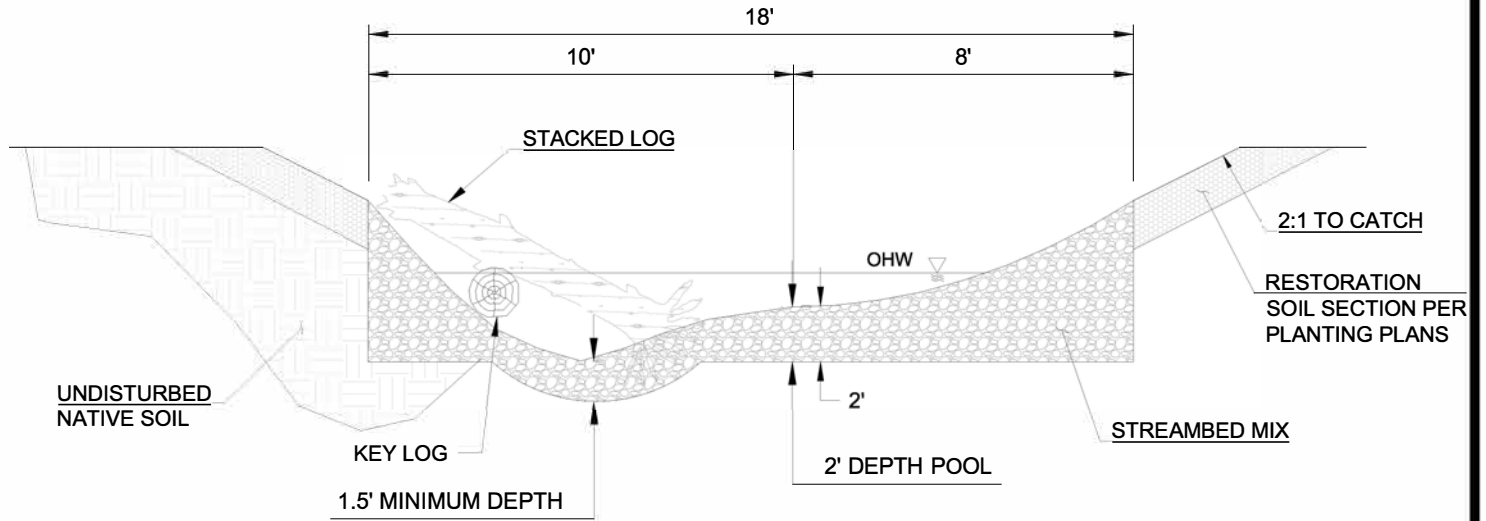 18'
10'
8'
STACKED LOG
OHW
2:1 TO CATCH
RESTORATION
SOIL SECTION PER
PLANTING PLANS
UNDISTURBED
NATIVE SOIL
2'
STREAMBED MIX
KEY LOG
2' DEPTH POOL
1.5' MINIMUM DEPTH